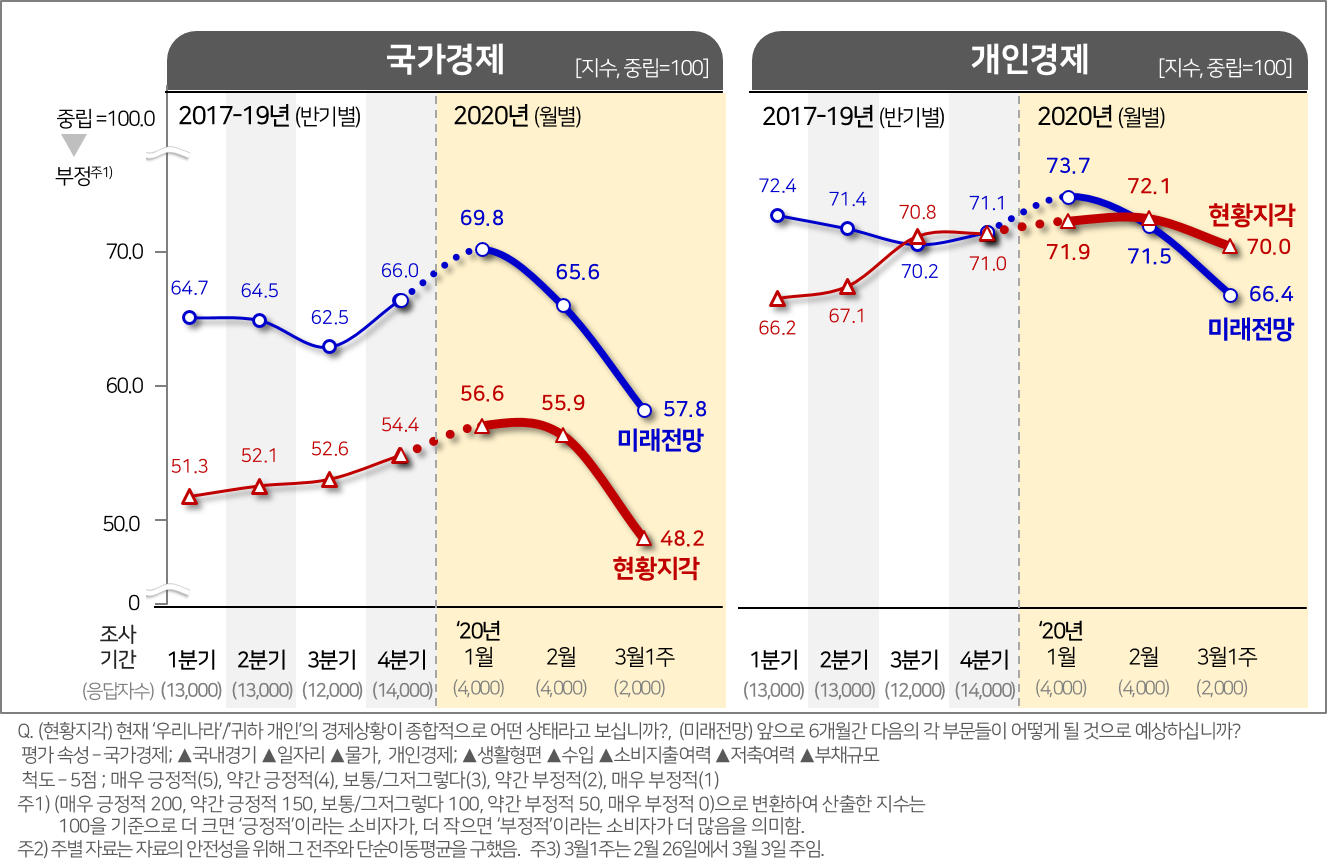 국가경제 [지수, 중립=100]
개인경제 [지수, 중립=100]
중립 =100.0
부정주1)
2017-19년 (반기별)
2020년 (월별)
70.0
60.0
50.0
0
64.7
64.5
62.5
66.0
69.8
65.6
57.8
미래전망
51.3
52.1
52.6
54.4
56.6
55.9
48.2
현황지각
2017-19년 (반기별)
2020년 (월별)
72.4
71.4
70.2
71.1
73.7
71.5
66.4
미래전망
66.2
67.1
70.8
71.0
71.9
72.1
현황지각
70.0
조사
기간
(응답자수)
1분기 2분기 3분기 4분기 ‘20년 1월 2월 3월1주
(13,000) (13,000) (12,000) (14,000) (4,000) (4,000) (2,000)
1분기 2분기 3분기 4분기 ‘20년 1월 2월 3월1주
(13,000) (13,000) (12,000) (14,000) (4,000) (4,000) (2,000)
Q. (현황지각) 현재 ‘우리나라’/‘귀하 개인’의 경제상황이 종합적으로 어떤 상태라고 보십니까?, (미래전망) 앞으로 6개월간 다음의 각 부문들이 어떻게 될 것으로 예상하십니까?
평가 속성 – 국가경제; ▲국내경기 ▲일자리 ▲물가, 개인경제; ▲생활형편 ▲수입 ▲소비지출여력 ▲저축여력 ▲부채규모
척도 – 5점 ; 매우 긍정적(5), 약간 긍정적(4), 보통/그저그렇다(3), 약간 부정적(2), 매우 부정적(1)
주1) (매우 긍정적 200, 약간 긍정적 150, 보통/그저그렇다 100, 약간 부정적 50, 매우 부정적 0)으로 변환하여 산출한 지수는
100을 기준으로 더 크면 ‘긍정적’이라는 소비자가, 더 작으면 ‘부정적’이라는 소비자가 더 많음을 의미함.
주2) 주별 자료는 자료의 안전성을 위해 그 전주와 단순이동평균을 구했음. 주3) 3월1주는 2월 26일에서 3월 3일 주임.